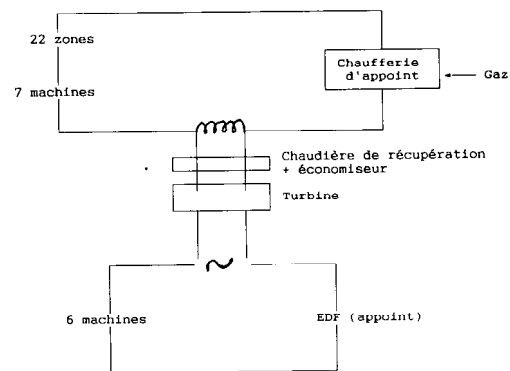 22 zones
Chaufferie
d'appoint
Gaz
7 machines
Chaudière de récupération
+ économiseur
Turbine
6 machines
EDF (appoint)